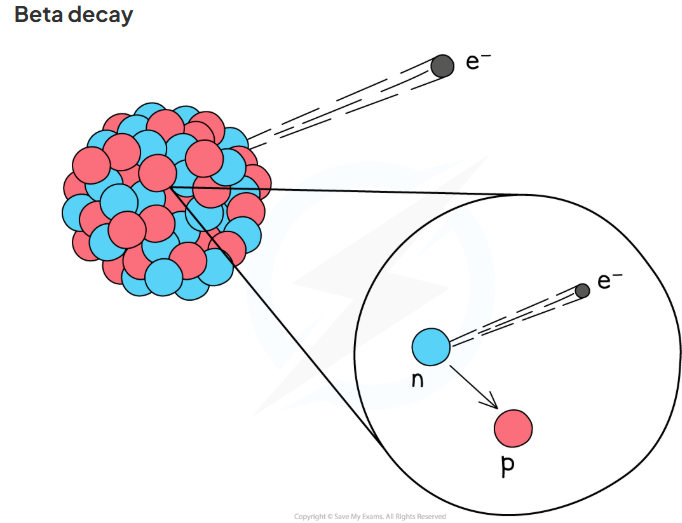 Beta decay
e⁻
e⁻
n
p
Copyright © Save My Exams. All Rights Reserved